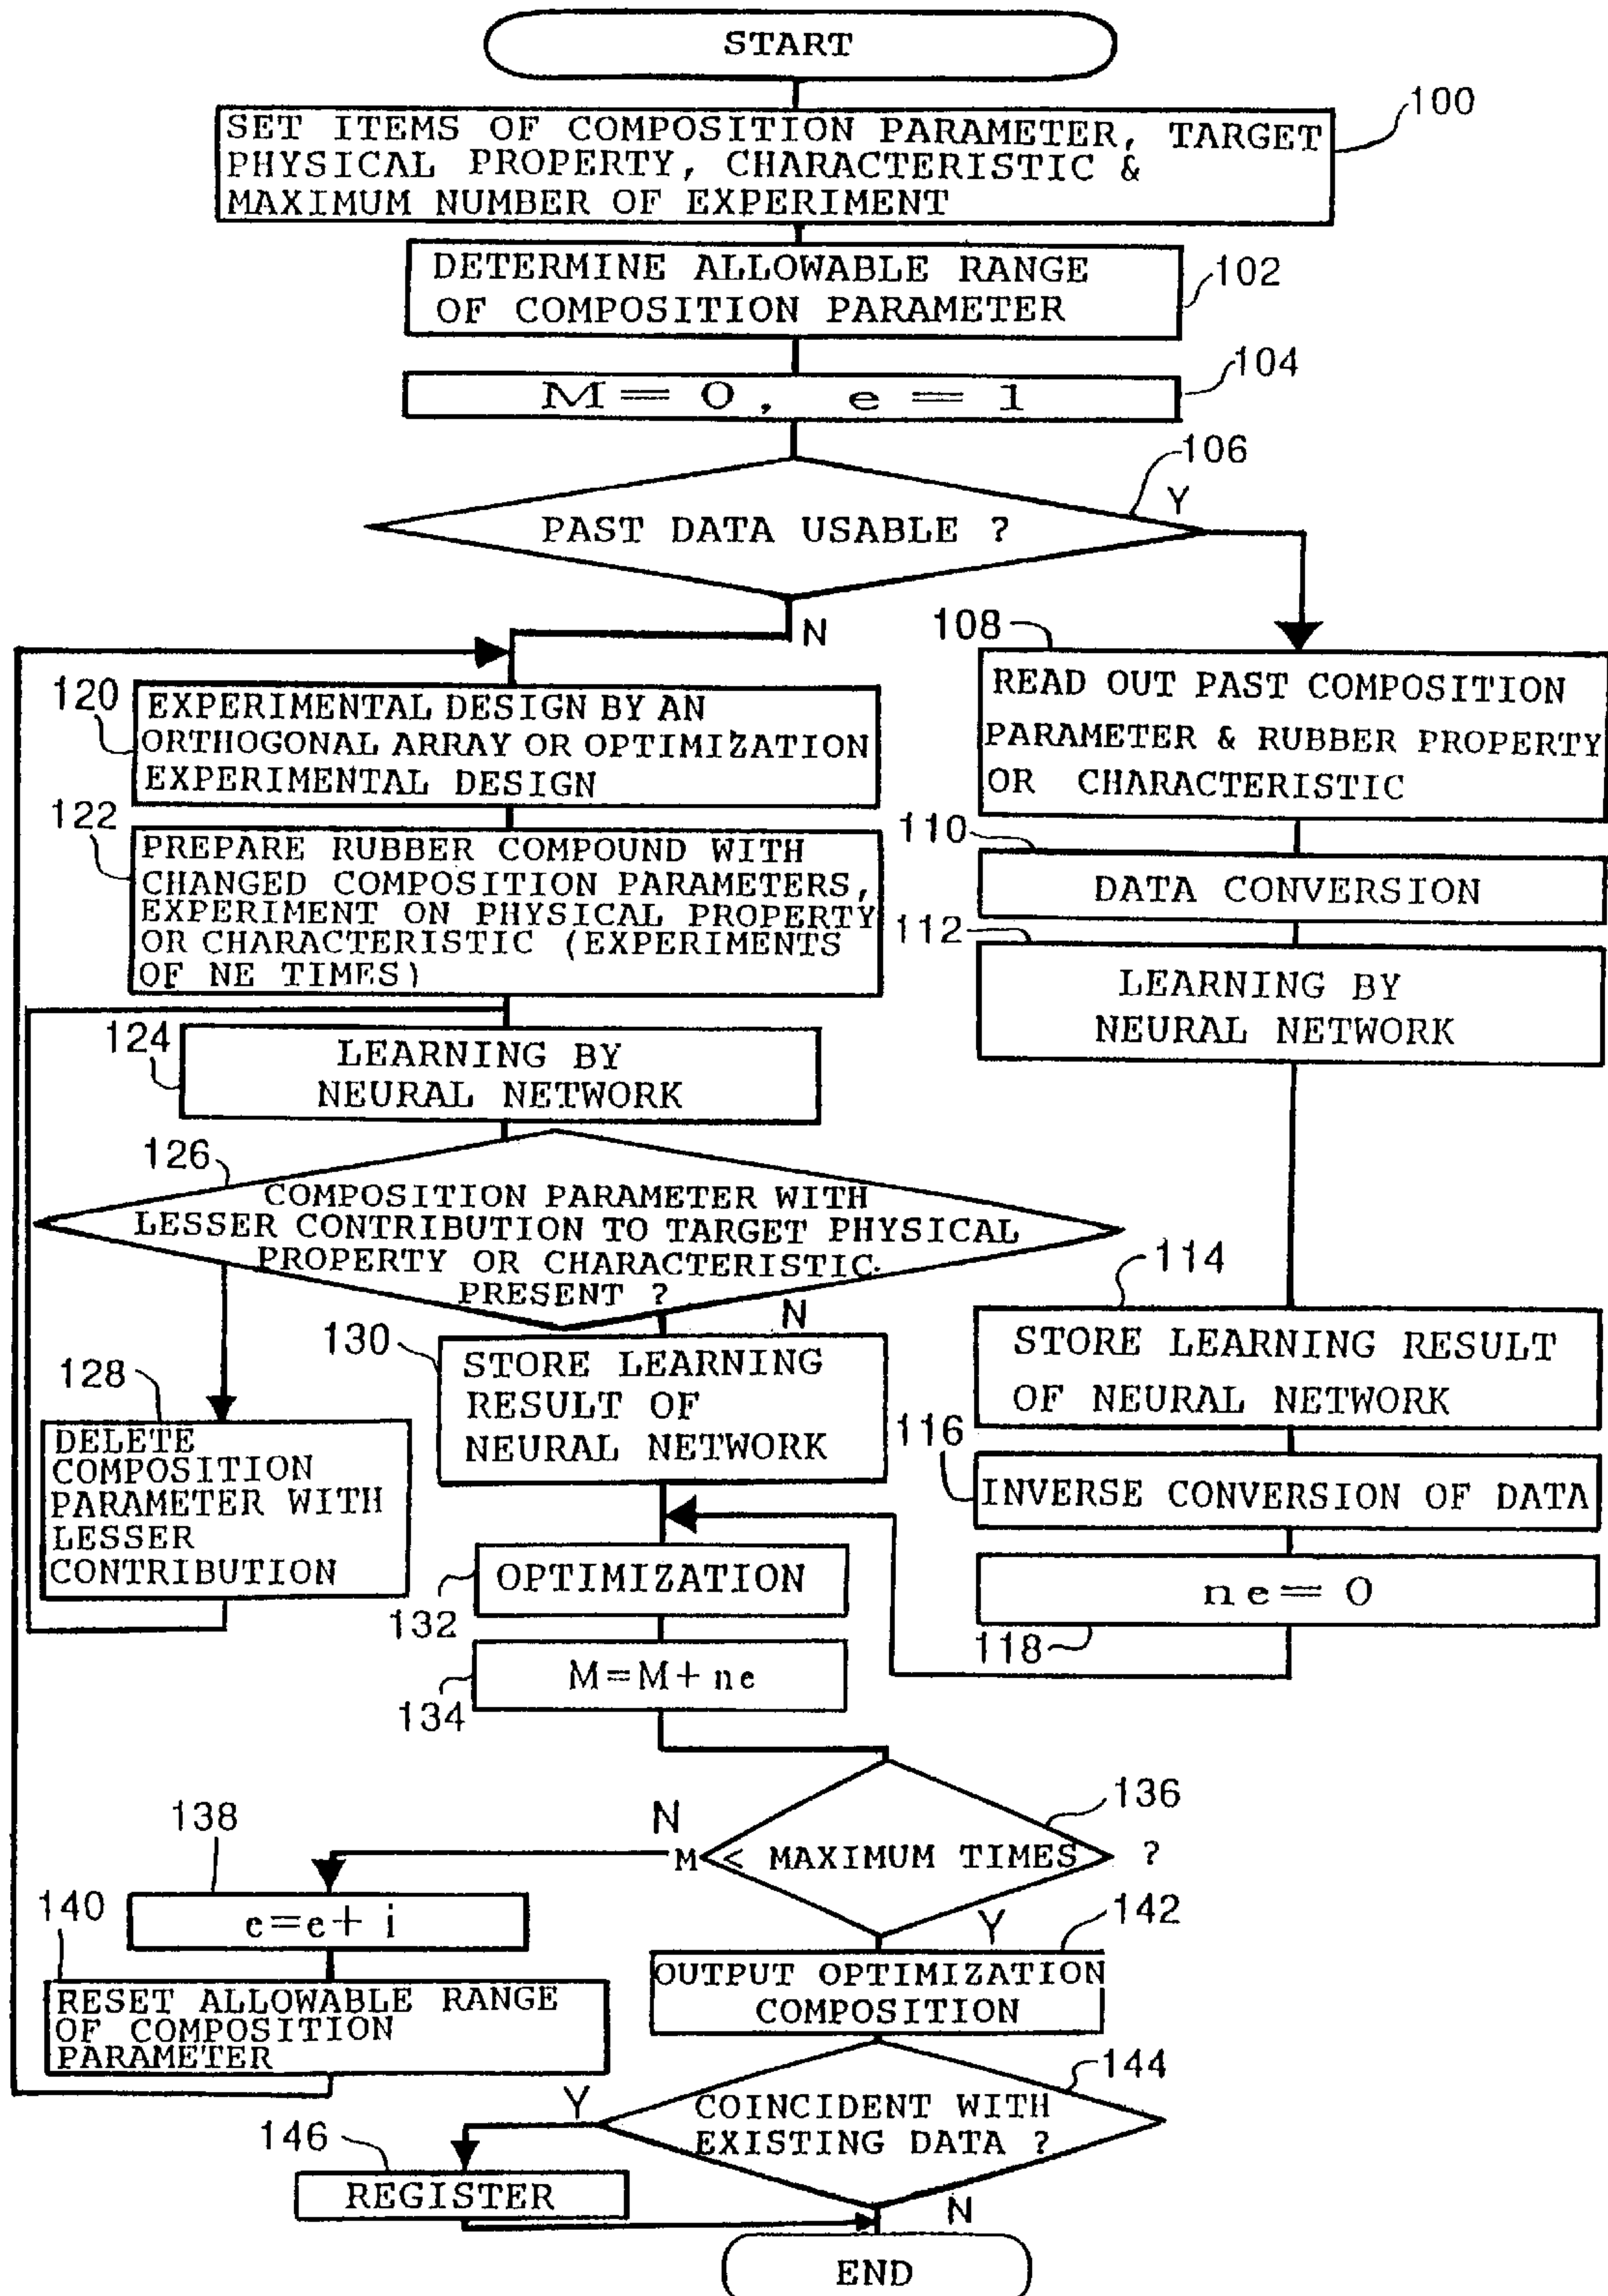 START
100
SET ITEMS OF COMPOSITION PARAMETER, TARGET
PHYSICAL PROPERTY, CHARACTERISTIC &
MAXIMUM NUMBER OF EXPERIMENT
DETERMINE ALLOWABLE RANGE
OF COMPOSITION PARAMETER
102
M = 0, e = 1
104
106
PAST DATA USABLE ?
Y
N
108
READ OUT PAST COMPOSITION
PARAMETER & RUBBER PROPERTY
OR CHARACTERISTIC
110
DATA CONVERSION
112
LEARNING BY
NEURAL NETWORK
114
STORE LEARNING RESULT
OF NEURAL NETWORK
116
INVERSE CONVERSION OF DATA
ne = 0
118
120
EXPERIMENTAL DESIGN BY AN
ORTHOGONAL ARRAY OR OPTIMIZATION
EXPERIMENTAL DESIGN
122
PREPARE RUBBER COMPOUND WITH
CHANGED COMPOSITION PARAMETERS,
EXPERIMENT ON PHYSICAL PROPERTY
OR CHARACTERISTIC (EXPERIMENTS
OF NE TIMES)
124
LEARNING BY
NEURAL NETWORK
126
COMPOSITION PARAMETER WITH
LESSER CONTRIBUTION TO TARGET PHYSICAL
PROPERTY OR CHARACTERISTIC.
PRESENT ?
N
128
DELETE
COMPOSITION
PARAMETER WITH
LESSER
CONTRIBUTION
130
STORE LEARNING
RESULT OF
NEURAL NETWORK
OPTIMIZATION
132
M=M+ne
134
136
N
M < MAXIMUM TIMES ?
Y
138
e=e+ i
140
RESET ALLOWABLE RANGE
OF COMPOSITION
PARAMETER
142
OUTPUT OPTIMIZATION
COMPOSITION
144
COINCIDENT WITH
EXISTING DATA ?
Y
146
REGISTER
N
END